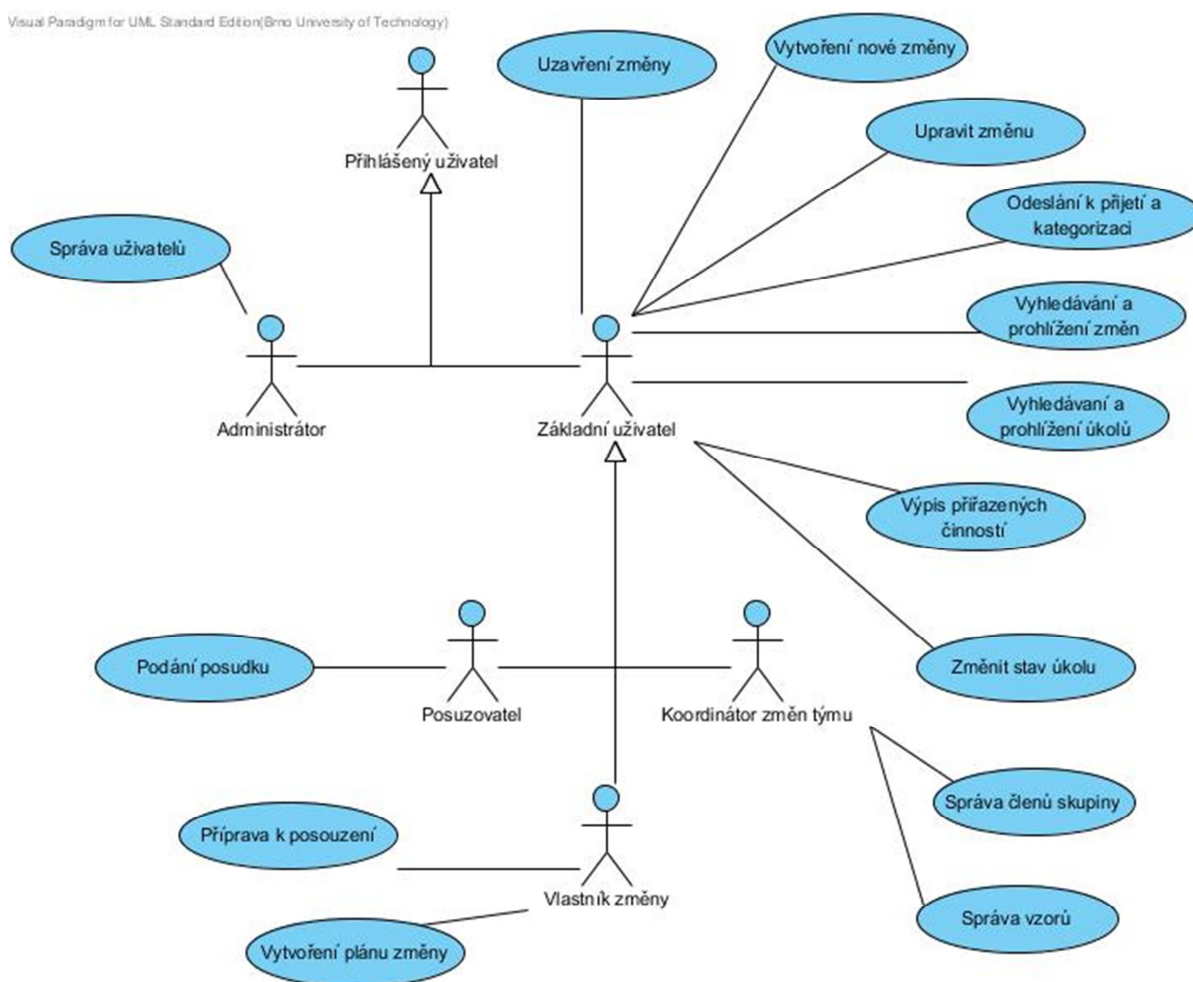 Visual Paradigm for UML Standard Edition(Brno University of Technology)
Vytvoření nové změny
Uzavření změny
Upravit změnu
Přihlášený uživatel
Odeslání k přijetí a
kategorizaci
Správa uživatelů
Vyhledávání a
prohlížení změn
Vyhledávaní a
prohlížení úkolů
Administrátor
Základní uživatel
Výpis přířazených
činností
Podání posudku
Změnit stav úkolu
Posuzovatel
Koordinátor změn týmu
Správa členů skupiny
Příprava k posouzení
Vlastník změny
Správa vzorů
Vytvoření plánu změny